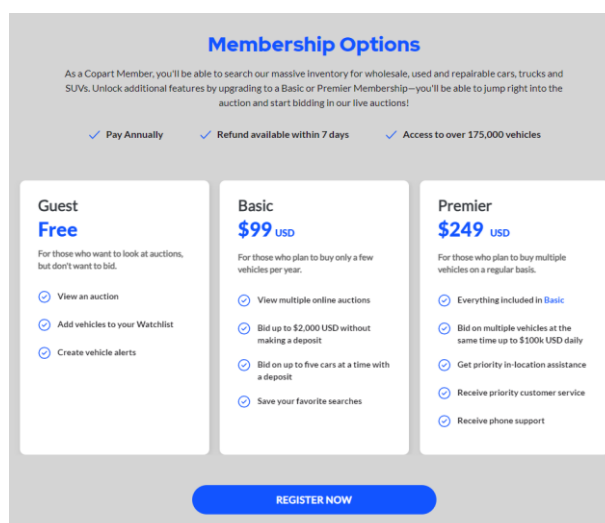 Membership Options
As a Copart Member, you'll be able to search our massive inventory for wholesale, used and repairable cars, trucks and
SUVs. Unlock additional features by upgrading to a Basic or Premier Membership—you'll be able to jump right into the
auction and start bidding in our live auctions!
Pay Annually
Refund available within 7 days
Access to over 175,000 vehicles
Guest
Free
For those who want to look at auctions,
but don't want to bid.
View an auction
Add vehicles to your Watchlist
Create vehicle alerts
Basic
$99 USD
For those who plan to buy only a few
vehicles per year.
View multiple online auctions
Bid up to $2,000 USD without
making a deposit
Bid on up to five cars at a time with
a deposit
Save your favorite searches
Premier
$249 USD
For those who plan to buy multiple
vehicles on a regular basis.
Everything included in Basic
Bid on multiple vehicles at the
same time up to $100k USD daily
Get priority in-location assistance
Receive priority customer service
Receive phone support
REGISTER NOW